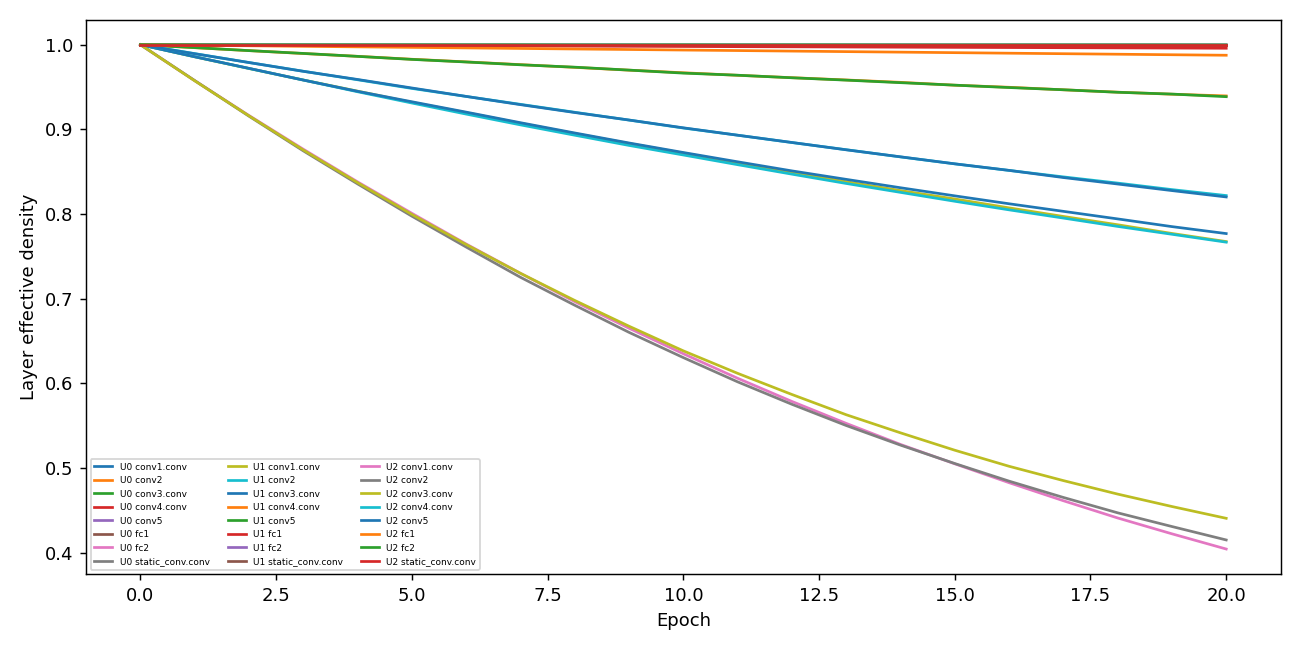 1.0
0.9
0.8
0.7
0.6
0.5
0.4
Layer effective density
U0 conv1.conv U1 conv1.conv U2 conv1.conv
U0 conv2 U1 conv2 U2 conv2
U0 conv3.conv U1 conv3.conv U2 conv3.conv
U0 conv4.conv U1 conv4.conv U2 conv4.conv
U0 conv5 U1 conv5 U2 conv5
U0 fc1 U1 fc1 U2 fc1
U0 fc2 U1 fc2 U2 fc2
U0 static_conv.conv U1 static_conv.conv U2 static_conv.conv
0.0 2.5 5.0 7.5 10.0 12.5 15.0 17.5 20.0
Epoch